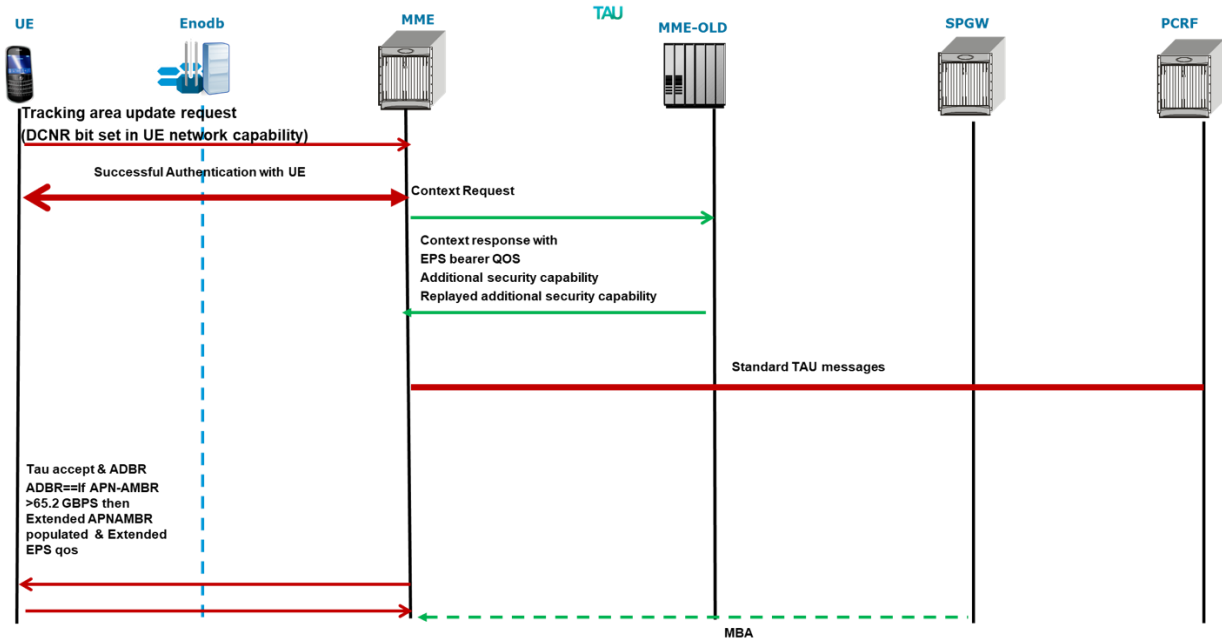 TAU
UE
Enodb
MME
MME-OLD
SPGW
PCRF
Tracking area update request
(DCNR bit set in UE network capability)
Successful Authentication with UE
Context Request
Context response with
EPS bearer QOS
Additional security capability
Replayed additional security capability
Standard TAU messages
Tau accept & ADBR
ADBR==If APN-AMBR
>65.2 GBPS then
Extended APNAMBR
populated & Extended
EPS qos
MBA